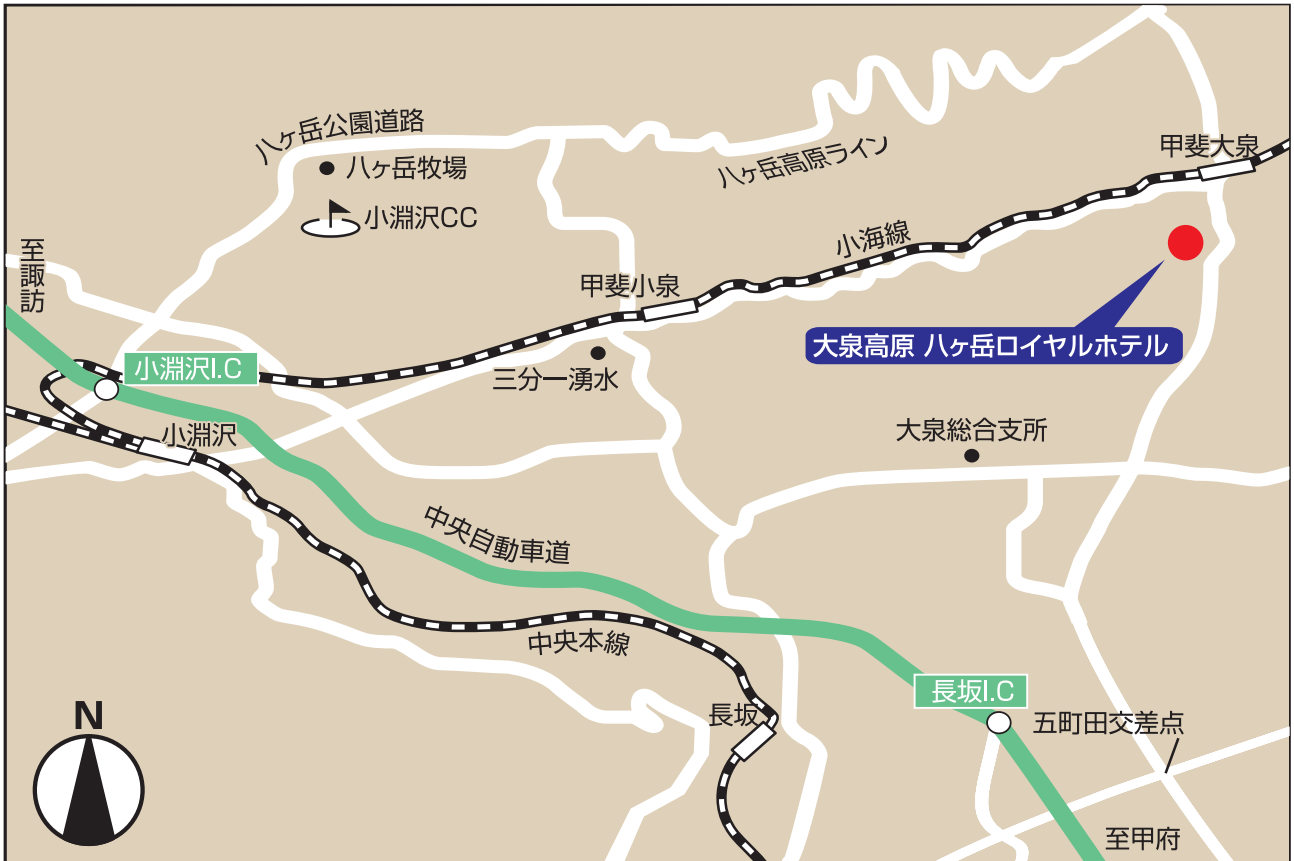 八ヶ岳公園道路
八ヶ岳牧場
小淵沢CC
八ヶ岳高原ライン
甲斐大泉
至諏訪
小海線
甲斐小泉
大泉高原 八ヶ岳ロイヤルホテル
小淵沢I.C
三分一湧水
小淵沢
大泉総合支所
中央自動車道
中央本線
長坂I.C
長坂
五町田交差点
N
至甲府